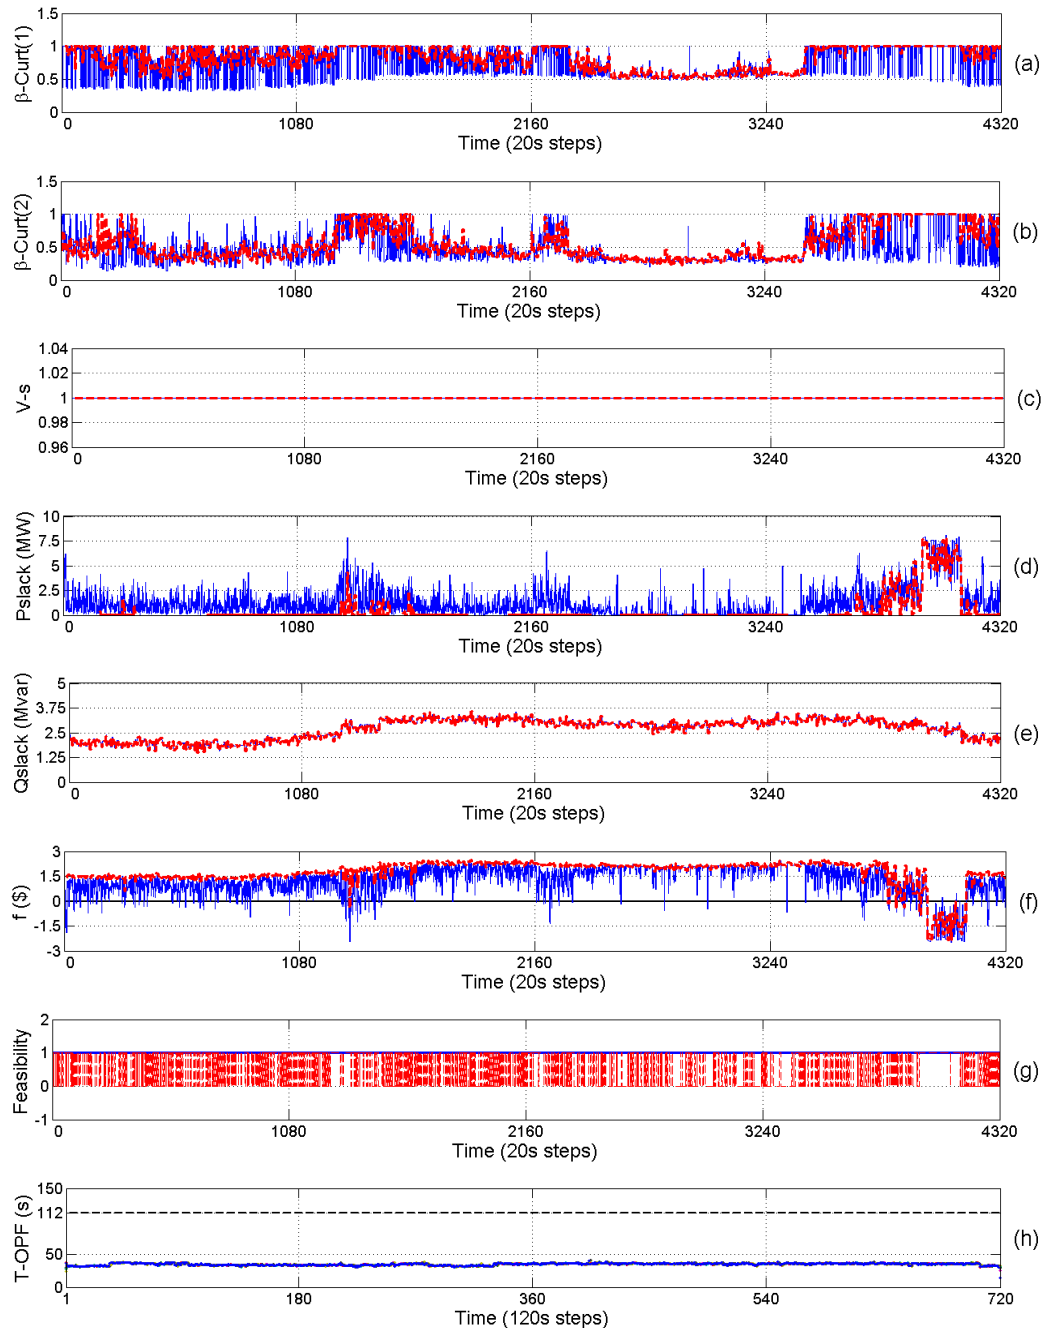 1.5
1
0.5
0
β-Curt(1)
0 1080 2160 3240 4320
Time (20s steps)
(a)
1.5
1
0.5
0
β-Curt(2)
0 1080 2160 3240 4320
Time (20s steps)
(b)
1.04
1.02
1
0.98
0.96
V-s
0 1080 2160 3240 4320
Time (20s steps)
(c)
10
7.5
5
2.5
0
Pslack (MW)
0 1080 2160 3240 4320
Time (20s steps)
(d)
5
3.75
2.5
1.25
0
Qslack (Mvar)
0 1080 2160 3240 4320
Time (20s steps)
(e)
3
1.5
0
-1.5
-3
f ($)
0 1080 2160 3240 4320
Time (20s steps)
(f)
2
1
0
-1
Feasibility
0 1080 2160 3240 4320
Time (20s steps)
(g)
150
112
50
0
T-OPF (s)
1 180 360 540 720
Time (120s steps)
(h)